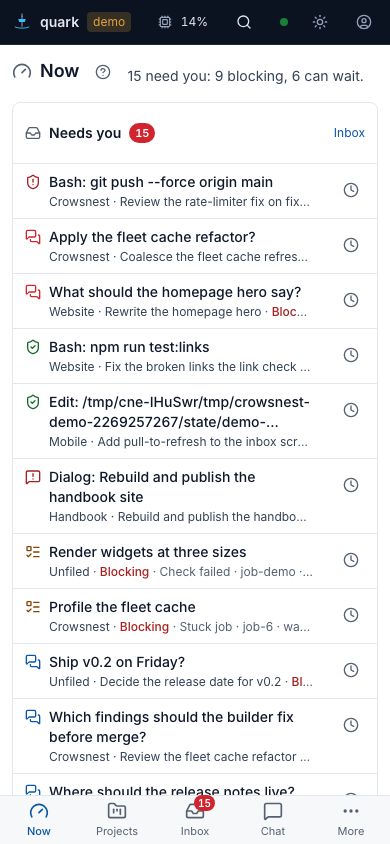 quark demo 14%
Now 15 need you: 9 blocking, 6 can wait.
Needs you 15 Inbox
Bash: git push --force origin main
Crowsnest · Review the rate-limiter fix on fix...
Apply the fleet cache refactor?
Crowsnest · Coalesce the fleet cache refres...
What should the homepage hero say?
Website · Rewrite the homepage hero · Bloc...
Bash: npm run test:links
Website · Fix the broken links the link check ...
Edit: /tmp/cne-IHuSwr/tmp/crowsnest-
demo-2269257267/state/demo-...
Mobile · Add pull-to-refresh to the inbox scr...
Dialog: Rebuild and publish the
handbook site
Handbook · Rebuild and publish the handbo...
Render widgets at three sizes
Unfiled · Blocking · Check failed · job-demo ·...
Profile the fleet cache
Crowsnest · Blocking · Stuck job · job-6 · wa...
Ship v0.2 on Friday?
Unfiled · Decide the release date for v0.2 · Bl...
Which findings should the builder fix
before merge?
Crowsnest · Review the fleet cache refactor ...
Where should the release notes live?
15
Now Projects Inbox Chat More